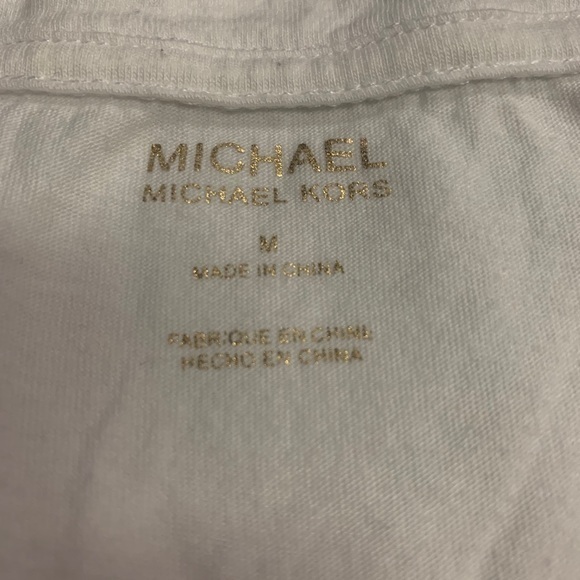 MICHAEL
MICHAEL KORS
M
MADE IN CHINA
FABRIQUE EN CHINE
HECHO EN CHINA